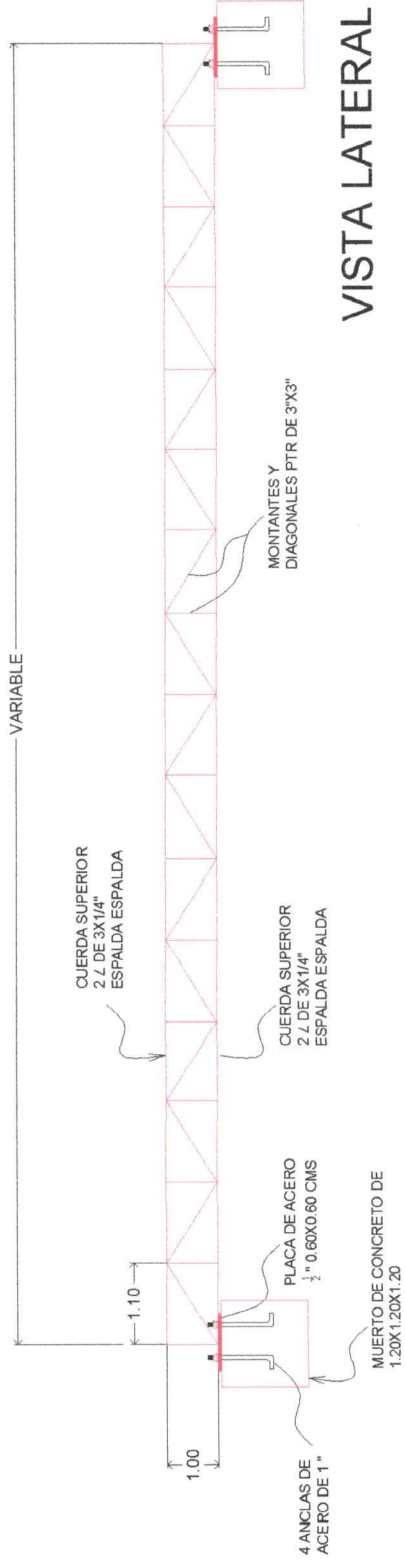 VARIABLE
CUERDA SUPERIOR
2 ∠ DE 3X1/4"
ESPALDA ESPALDA
1.10
1.00
CUERDA SUPERIOR
2 ∠ DE 3X1/4"
ESPALDA ESPALDA
MONTANTES Y
DIAGONALES PTR DE 3"X3"
PLACA DE ACERO
½" 0.60X0.60 CMS
4 ANCLAS DE
ACERO DE 1"
MUERTO DE CONCRETO DE
1.20X1.20X1.20
VISTA LATERAL